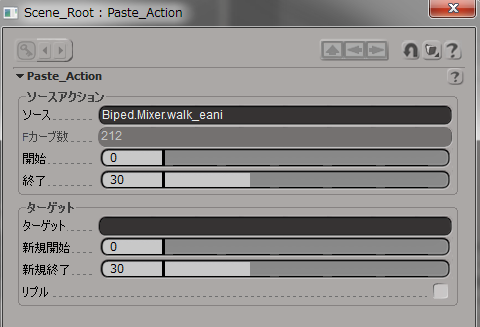 Scene_Root : Paste_Action
Paste_Action
ソースアクション
ソース Biped.Mixer.walk_eani
Fカーブ数 212
開始 0
終了 30
ターゲット
ターゲット
新規開始 0
新規終了 30
リプル